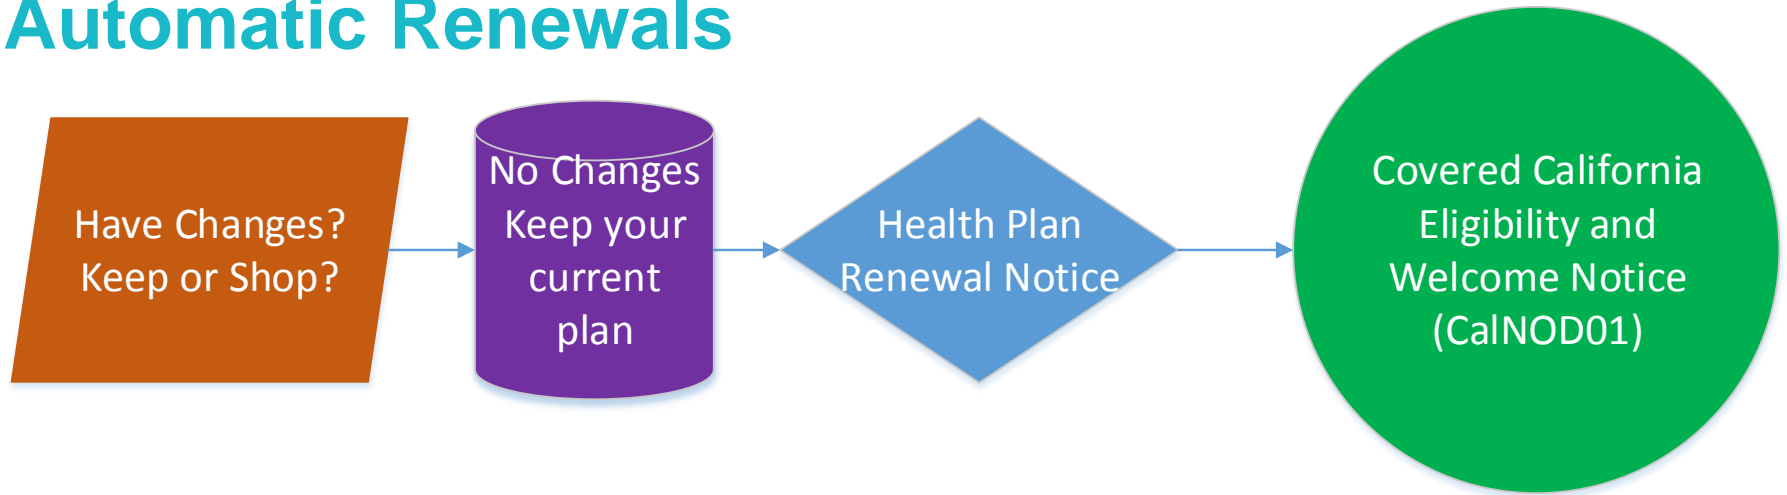 Automatic Renewals
Have Changes?
Keep or Shop?
No Changes
Keep your
current
plan
Health Plan
Renewal Notice
Covered California
Eligibility and
Welcome Notice
(CalNOD01)